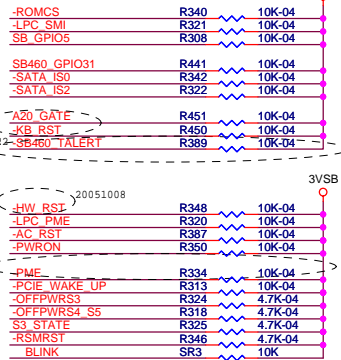 -ROMCS R340 10K-04
-LPC_SMI R321 10K-04
SB_GPIO5 R308 10K-04
SB460_GPIO31 R441 10K-04
-SATA_IS0 R342 10K-04
-SATA_IS2 R322 10K-04
A20_GATE R451 10K-04
-KB_RST R450 10K-04
-SB460_TALERT R389 10K-04
3VSB
20051008
-HW_RST R348 10K-04
-LPC_PME R320 10K-04
-AC_RST R387 10K-04
-PWRON R350 10K-04
-PME R334 10K-04
-PCIE_WAKE_UP R313 10K-04
-OFFPWRS3 R324 4.7K-04
-OFFPWRS4_S5 R318 4.7K-04
S3_STATE R325 4.7K-04
-RSMRST R346 4.7K-04
BLINK SR3 10K